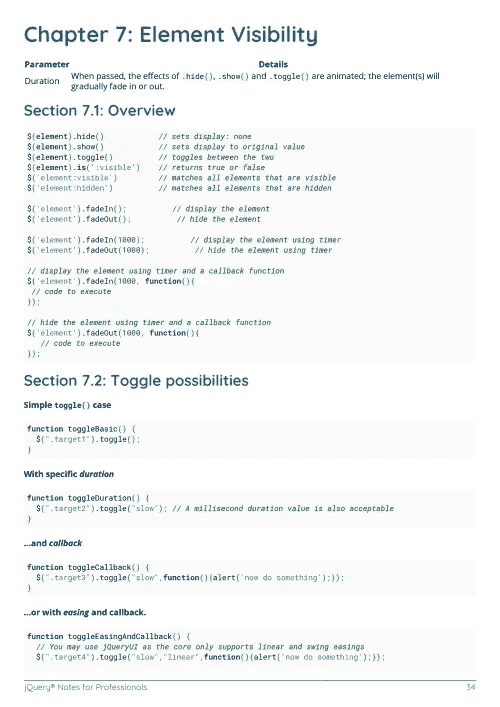 Chapter 7: Element Visibility
Parameter Details
Duration When passed, the effects of .hide(), .show() and .toggle() are animated; the element(s) will
gradually fade in or out.
Section 7.1: Overview
$(element).hide() // sets display: none
$(element).show() // sets display to original value
$(element).toggle() // toggles between the two
$(element).is(':visible') // returns true or false
$('element:visible') // matches all elements that are visible
$('element:hidden') // matches all elements that are hidden
$('element').fadeIn(); // display the element
$('element').fadeOut(); // hide the element
$('element').fadeIn(1000); // display the element using timer
$('element').fadeOut(1000); // hide the element using timer
// display the element using timer and a callback function
$('element').fadeIn(1000, function(){
// code to execute
});
// hide the element using timer and a callback function
$('element').fadeOut(1000, function(){
// code to execute
});
Section 7.2: Toggle possibilities
Simple toggle() case
function toggleBasic() {
$(".target1").toggle();
}
With specific duration
function toggleDuration() {
$(".target2").toggle("slow"); // A millisecond duration value is also acceptable
}
...and callback
function toggleCallback() {
$(".target3").toggle("slow",function(){alert('now do something');});
}
...or with easing and callback.
function toggleEasingAndCallback() {
// You may use jQueryUI as the core only supports linear and swing easings
$(".target4").toggle("slow","linear",function(){alert('now do something');});
jQuery® Notes for Professionals 34